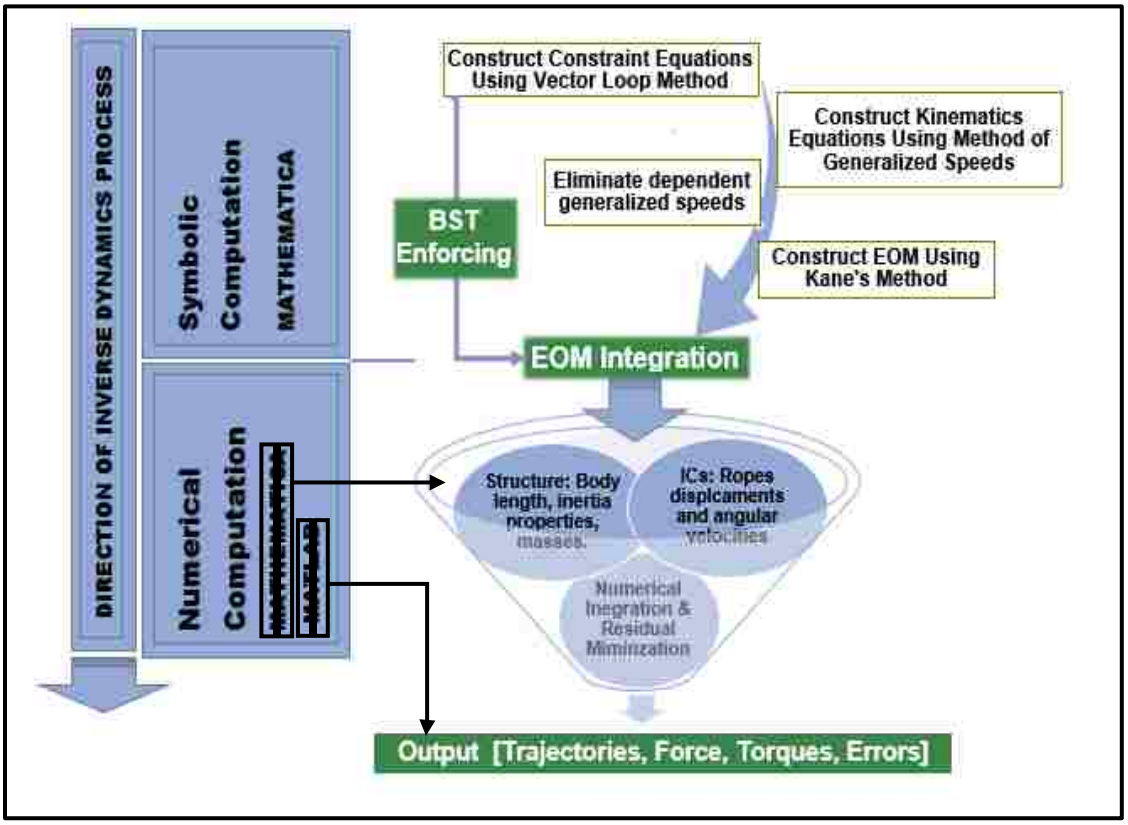 DIRECTION OF INVERSE DYNAMICS PROCESS
Symbolic
Computation
MATHEMATICA
Numerical
Computation
MATHEMATICA
MATLAB
Construct Constraint Equations
Using Vector Loop Method
Construct Kinematics
Equations Using Method of
Generalized Speeds
Eliminate dependent
generalized speeds
BST
Enforcing
Construct EOM Using
Kane's Method
EOM Integration
Structure: Body
length, inertia
properties,
masses.
ICs: Ropes
displcaments
and angular
velocities
Numerical
Inegration &
Residual
Miminzation
Output [Trajectories, Force, Torques, Errors]